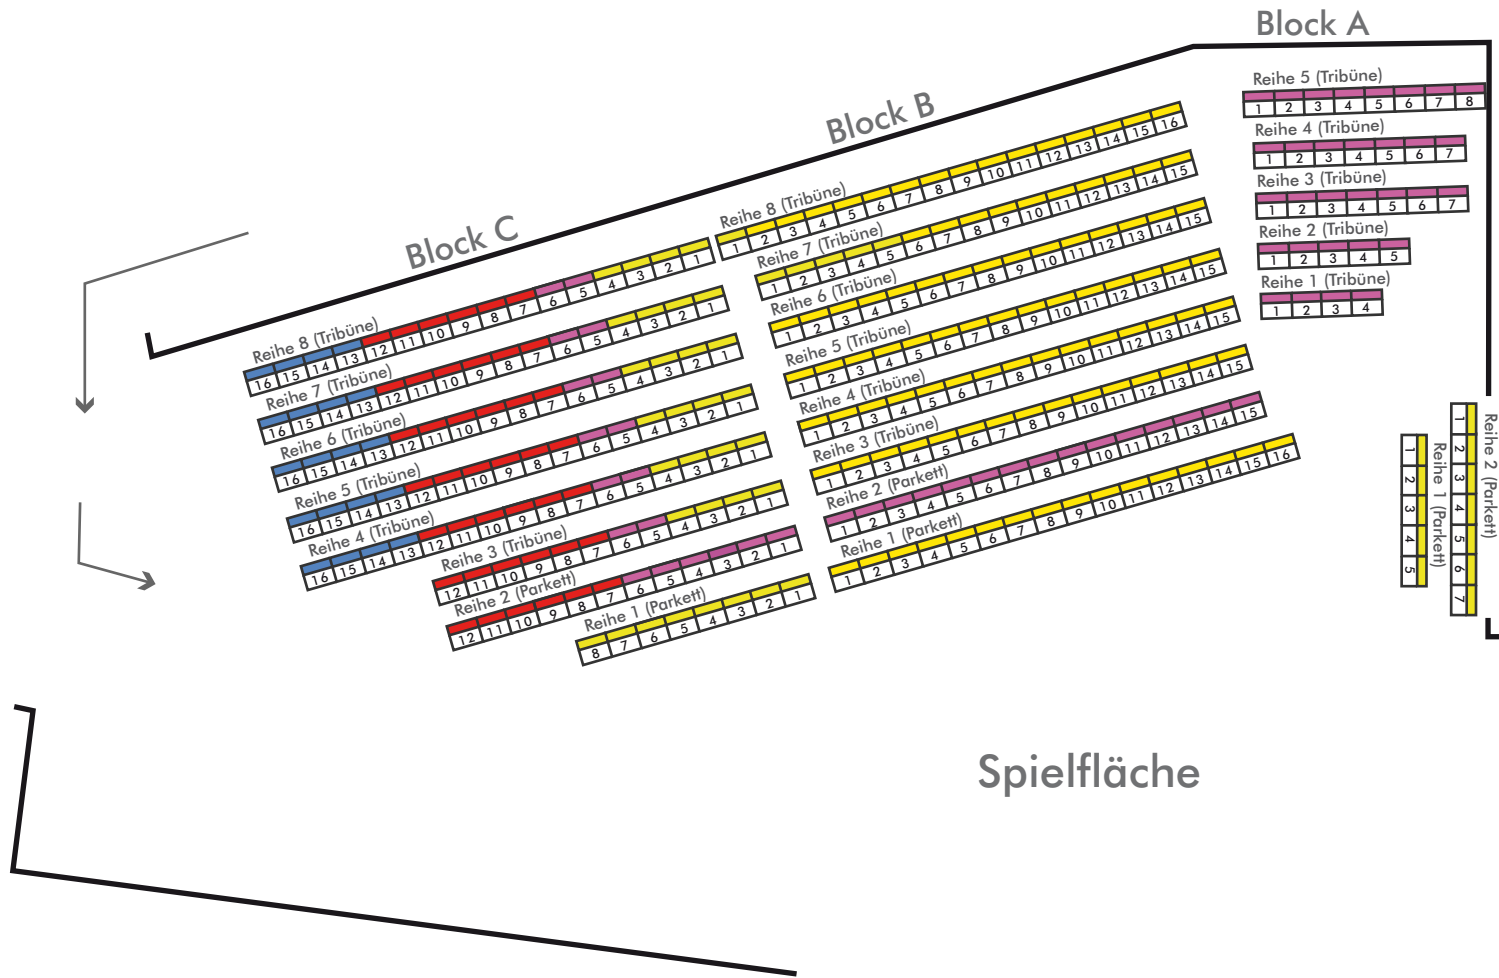 Block A
Reihe 5 (Tribüne)
1 2 3 4 5 6 7 8
Reihe 4 (Tribüne)
1 2 3 4 5 6 7
Reihe 3 (Tribüne)
1 2 3 4 5 6 7
Reihe 2 (Tribüne)
1 2 3 4 5
Reihe 1 (Tribüne)
1 2 3 4
Block B
Reihe 8 (Tribüne)
1 2 3 4 5 6 7 8 9 10 11 12 13 14 15 16
Reihe 7 (Tribüne)
1 2 3 4 5 6 7 8 9 10 11 12 13 14 15
Reihe 6 (Tribüne)
1 2 3 4 5 6 7 8 9 10 11 12 13 14 15
Reihe 5 (Tribüne)
1 2 3 4 5 6 7 8 9 10 11 12 13 14 15
Reihe 4 (Tribüne)
1 2 3 4 5 6 7 8 9 10 11 12 13 14 15
Reihe 3 (Tribüne)
1 2 3 4 5 6 7 8 9 10 11 12 13 14 15
Reihe 2 (Parkett)
1 2 3 4 5 6 7 8 9 10 11 12 13 14 15
Reihe 1 (Parkett)
1 2 3 4 5 6 7 8 9 10 11 12 13 14 15 16
Block C
Reihe 8 (Tribüne)
16 15 14 13 12 11 10 9 8 7 6 5 4 3 2 1
Reihe 7 (Tribüne)
16 15 14 13 12 11 10 9 8 7 6 5 4 3 2 1
Reihe 6 (Tribüne)
16 15 14 13 12 11 10 9 8 7 6 5 4 3 2 1
Reihe 5 (Tribüne)
16 15 14 13 12 11 10 9 8 7 6 5 4 3 2 1
Reihe 4 (Tribüne)
16 15 14 13 12 11 10 9 8 7 6 5 4 3 2 1
Reihe 3 (Tribüne)
12 11 10 9 8 7 6 5 4 3 2 1
Reihe 2 (Parkett)
12 11 10 9 8 7 6 5 4 3 2 1
Reihe 1 (Parkett)
8 7 6 5 4 3 2 1
Reihe 2 (Parkett)
1 2 3 4 5 6 7
Reihe 1 (Parkett)
1 2 3 4 5
Spielfläche